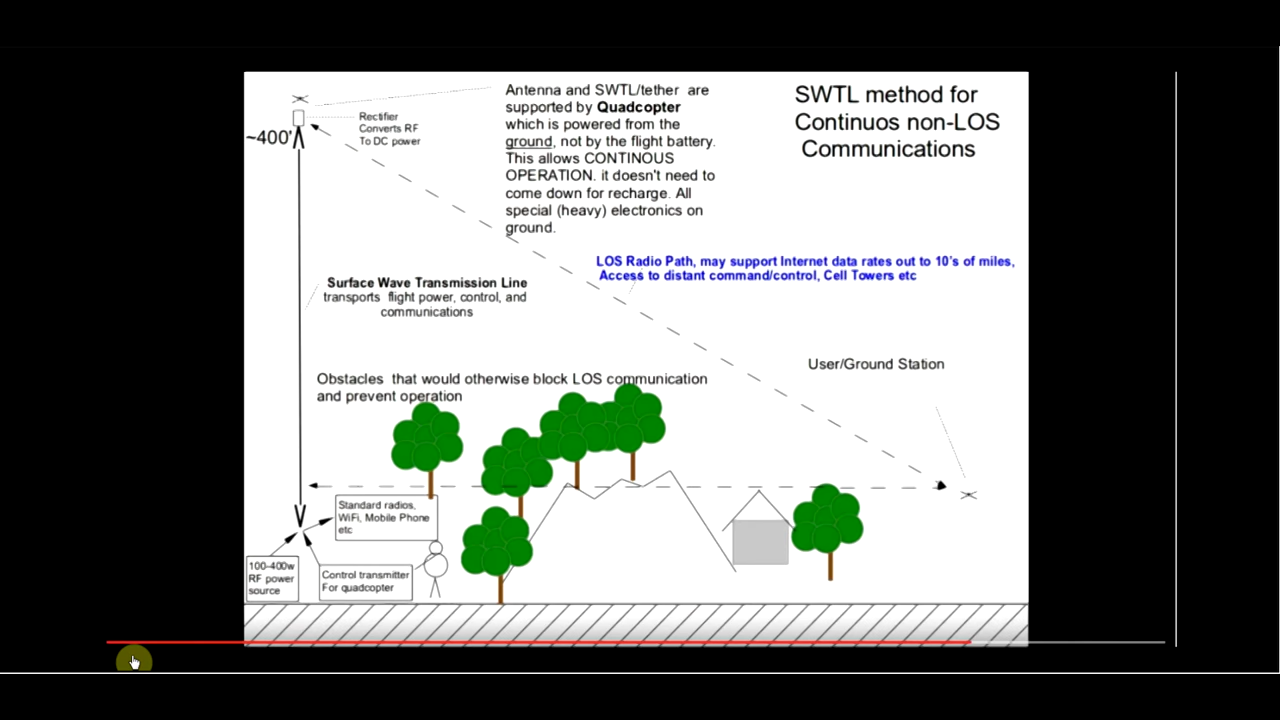 SWTL method for
Continuos non-LOS
Communications
Antenna and SWTL/tether are
supported by Quadcopter
which is powered from the
ground, not by the flight battery.
This allows CONTINOUS
OPERATION. it doesn't need to
come down for recharge. All
special (heavy) electronics on
ground.
Rectifier
Converts RF
To DC power
~400'
LOS Radio Path, may support Internet data rates out to 10's of miles,
Access to distant command/control, Cell Towers etc
Surface Wave Transmission Line
transports flight power, control, and
communications
User/Ground Station
Obstacles that would otherwise block LOS communication
and prevent operation
Standard radios,
WiFi, Mobile Phone
etc
100-400w
RF power
source
Control transmitter
For quadcopter